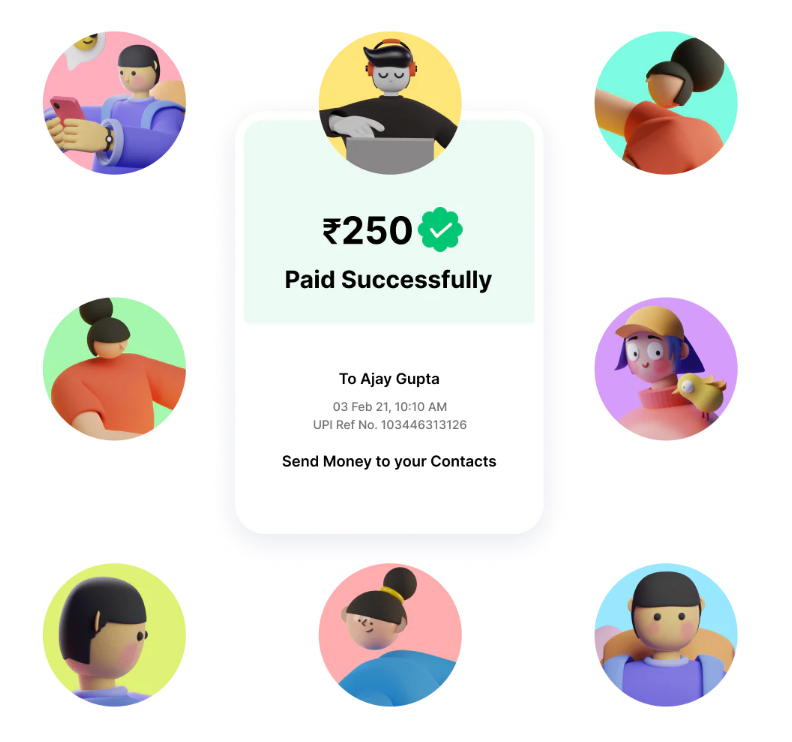 ₹250
Paid Successfully
To Ajay Gupta
03 Feb 21, 10:10 AM
UPI Ref No. 103446313126
Send Money to your Contacts